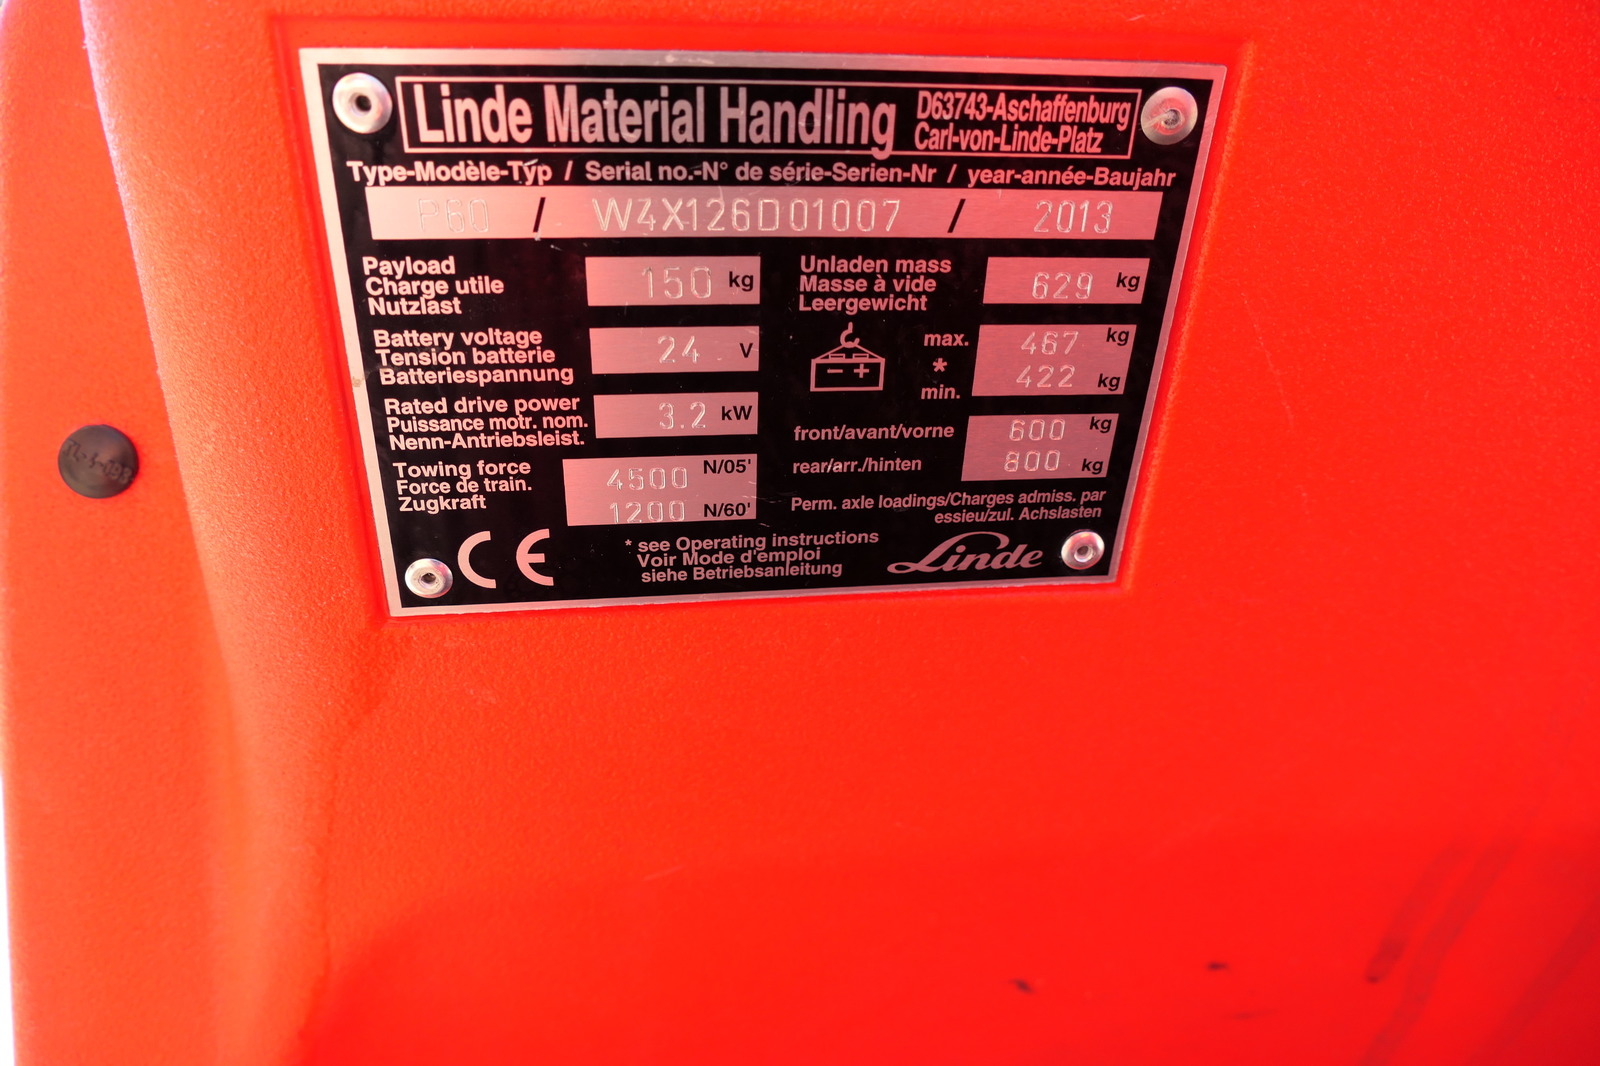 Linde Material Handling
D63743-Aschaffenburg
Carl-von-Linde-Platz
Type-Modèle-Typ / Serial no.-N° de série-Serien-Nr / year-année-Baujahr
P60 / W4X126D01007 / 2013
Payload
Charge utile
Nutzlast
150 kg
Unladen mass
Masse à vide
Leergewicht
629 kg
Battery voltage
Tension batterie
Batteriespannung
24 V
- +
max. 467 kg
*
min. 422 kg
Rated drive power
Puissance motr. nom.
Nenn-Antriebsleist.
3.2 kW
front/avant/vorne 600 kg
rear/arr./hinten 800 kg
Towing force
Force de train.
Zugkraft
4500 N/05'
1200 N/60'
Perm. axle loadings/Charges admiss. par
essieu/zul. Achslasten
CE
* see Operating instructions
Voir Mode d'emploi
siehe Betriebsanleitung
Linde